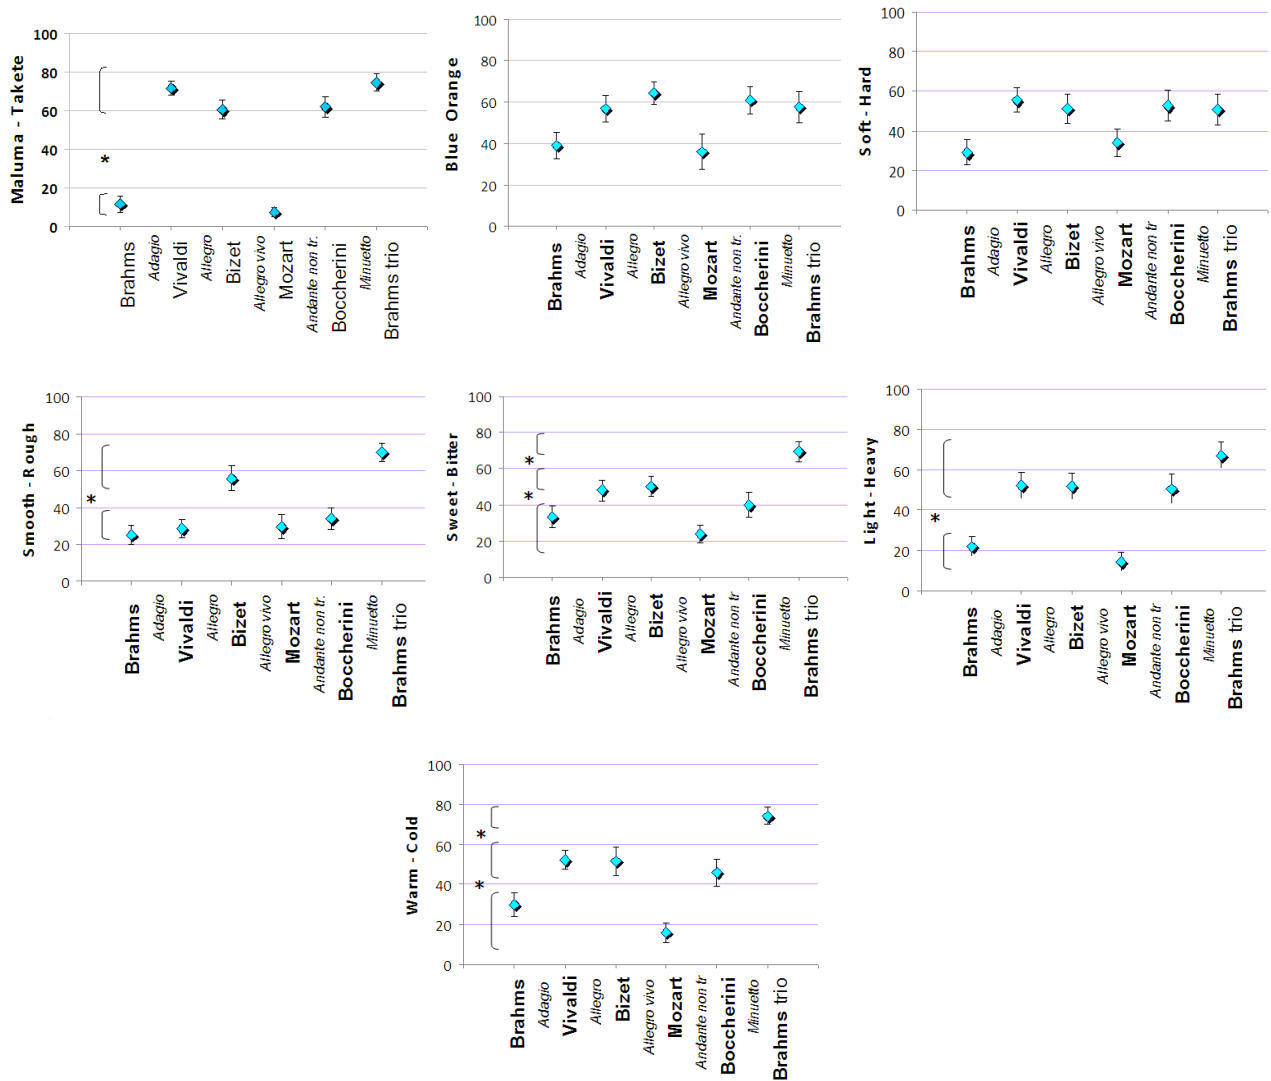 Maluma - Takete
100
80
60
40
20
0
*
Brahms
Adagio
Vivaldi
Allegro
Bizet
Allegro vivo
Mozart
Andante non tr.
Boccherini
Minuetto
Brahms trio
Blue Orange
100
80
60
40
20
0
Brahms
Adagio
Vivaldi
Allegro
Bizet
Allegro vivo
Mozart
Andante non tr.
Boccherini
Minuetto
Brahms trio
Soft - Hard
100
80
60
40
20
0
Brahms
Adagio
Vivaldi
Allegro
Bizet
Allegro vivo
Mozart
Andante non tr
Boccherini
Minuetto
Brahms trio
Smooth - Rough
100
80
60
40
20
0
*
Brahms
Adagio
Vivaldi
Allegro
Bizet
Allegro vivo
Mozart
Andante non tr.
Boccherini
Minuetto
Brahms trio
Sweet - Bitter
100
80
60
40
20
0
*
*
Brahms
Adagio
Vivaldi
Allegro
Bizet
Allegro vivo
Mozart
Andante non tr
Boccherini
Minuetto
Brahms trio
Light - Heavy
100
80
60
40
20
0
*
Brahms
Adagio
Vivaldi
Allegro
Bizet
Allegro vivo
Mozart
Andante non tr
Boccherini
Minuetto
Brahms trio
Warm - Cold
100
80
60
40
20
0
*
*
Brahms
Adagio
Vivaldi
Allegro
Bizet
Allegro vivo
Mozart
Andante non tr
Boccherini
Minuetto
Brahms trio